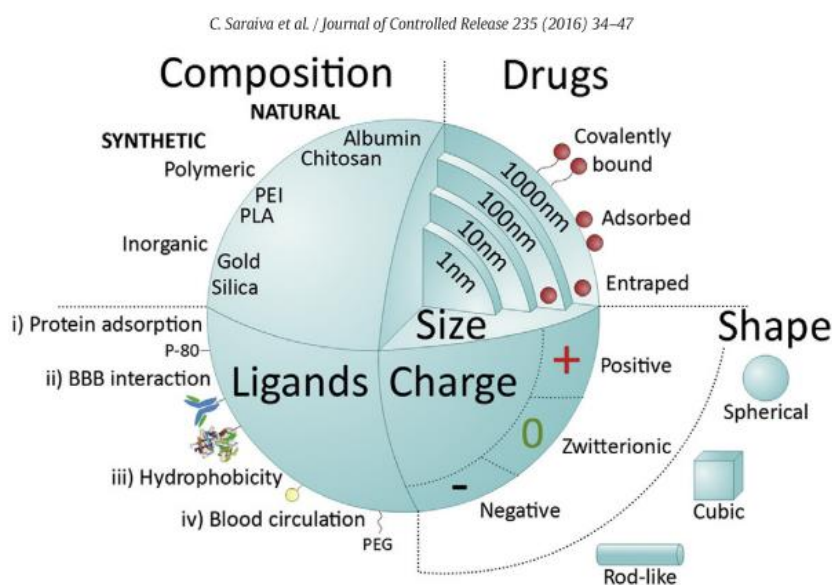 C. Saraiva et al. / Journal of Controlled Release 235 (2016) 34–47
Composition
Drugs
NATURAL
SYNTHETIC
Albumin
Chitosan
Polymeric
PEI
PLA
Inorganic
Gold
Silica
Covalently
bound
Adsorbed
Entraped
1000nm
100nm
10nm
1nm
Size
Shape
i) Protein adsorption
P-80
ii) BBB interaction
Ligands
Charge
iii) Hydrophobicity
iv) Blood circulation
PEG
+
Positive
0
Zwitterionic
-
Negative
Spherical
Cubic
Rod-like